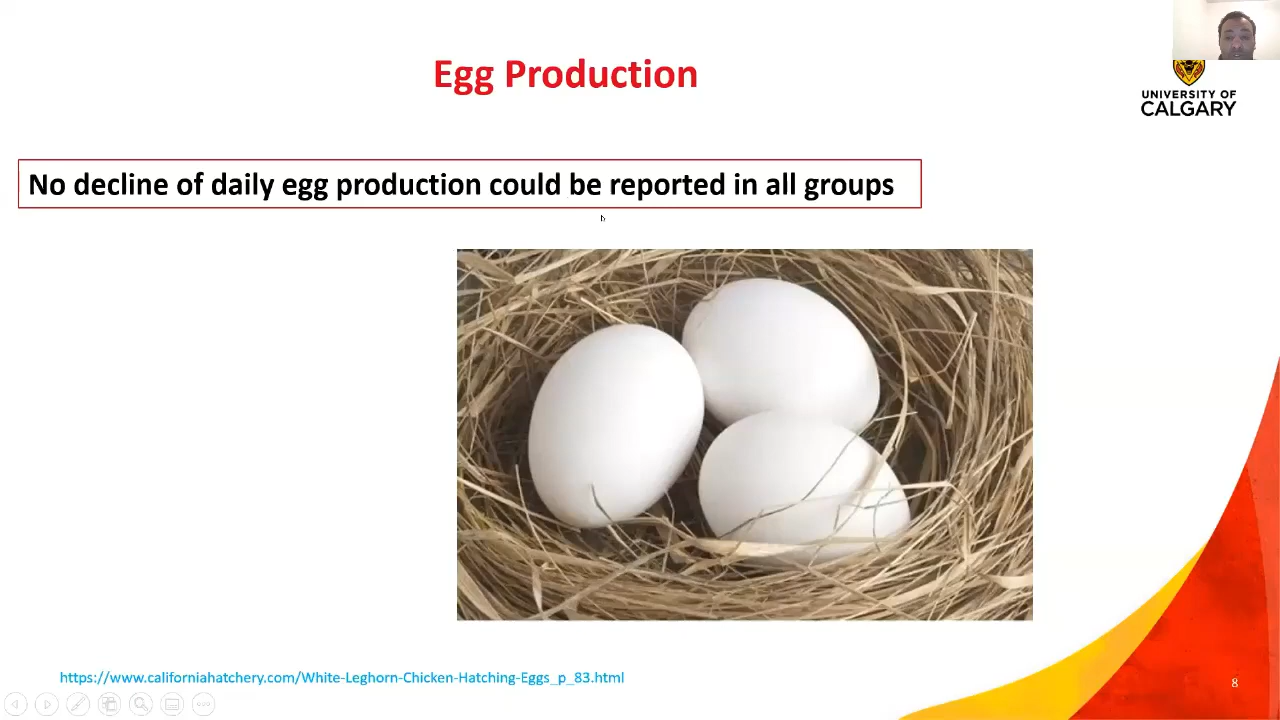 Egg Production
UNIVERSITY OF
CALGARY
No decline of daily egg production could be reported in all groups
https://www.californiahatchery.com/White-Leghorn-Chicken-Hatching-Eggs_p_83.html
8